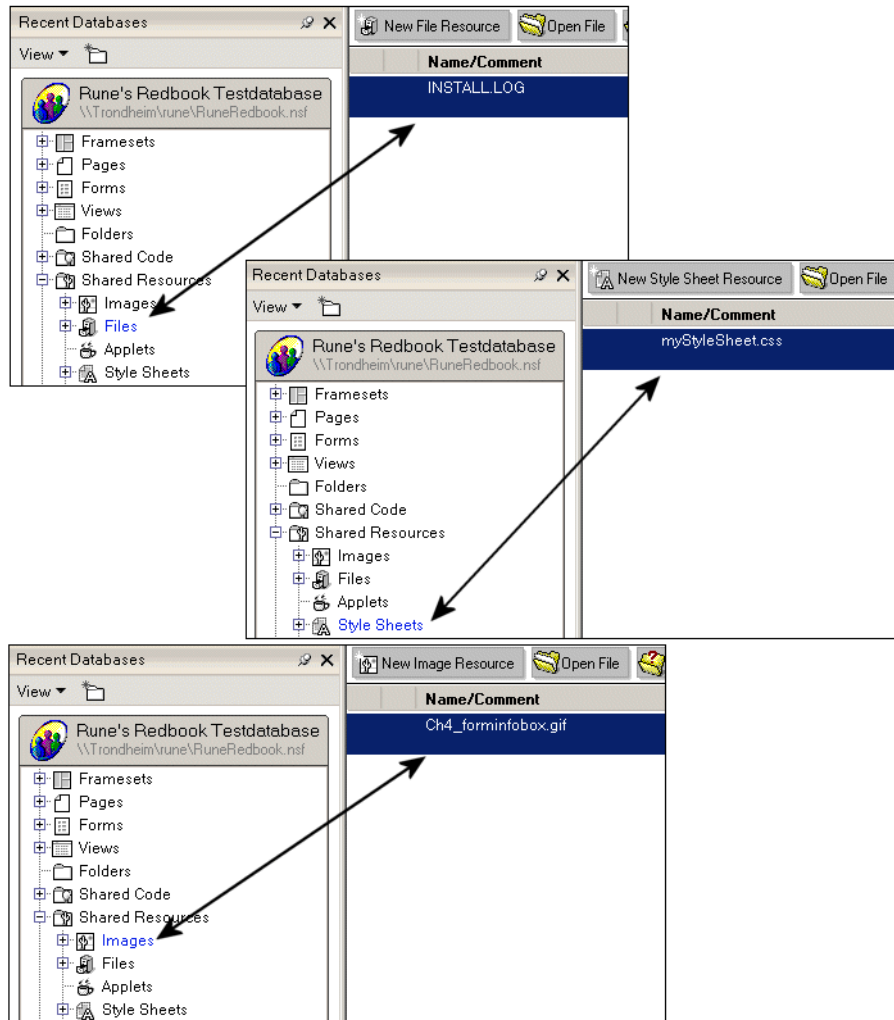 Recent Databases
View
Rune's Redbook Testdatabase
\\Trondheim\rune\RuneRedbook.nsf
Framesets
Pages
Forms
Views
Folders
Shared Code
Shared Resources
Images
Files
Applets
Style Sheets
New File Resource
Open File
Name/Comment
INSTALL.LOG
Recent Databases
View
Rune's Redbook Testdatabase
\\Trondheim\rune\RuneRedbook.nsf
Framesets
Pages
Forms
Views
Folders
Shared Code
Shared Resources
Images
Files
Applets
Style Sheets
New Style Sheet Resource
Open File
Name/Comment
myStyleSheet.css
Recent Databases
View
Rune's Redbook Testdatabase
\\Trondheim\rune\RuneRedbook.nsf
Framesets
Pages
Forms
Views
Folders
Shared Code
Shared Resources
Images
Files
Applets
Style Sheets
New Image Resource
Open File
Name/Comment
Ch4_forminfobox.gif